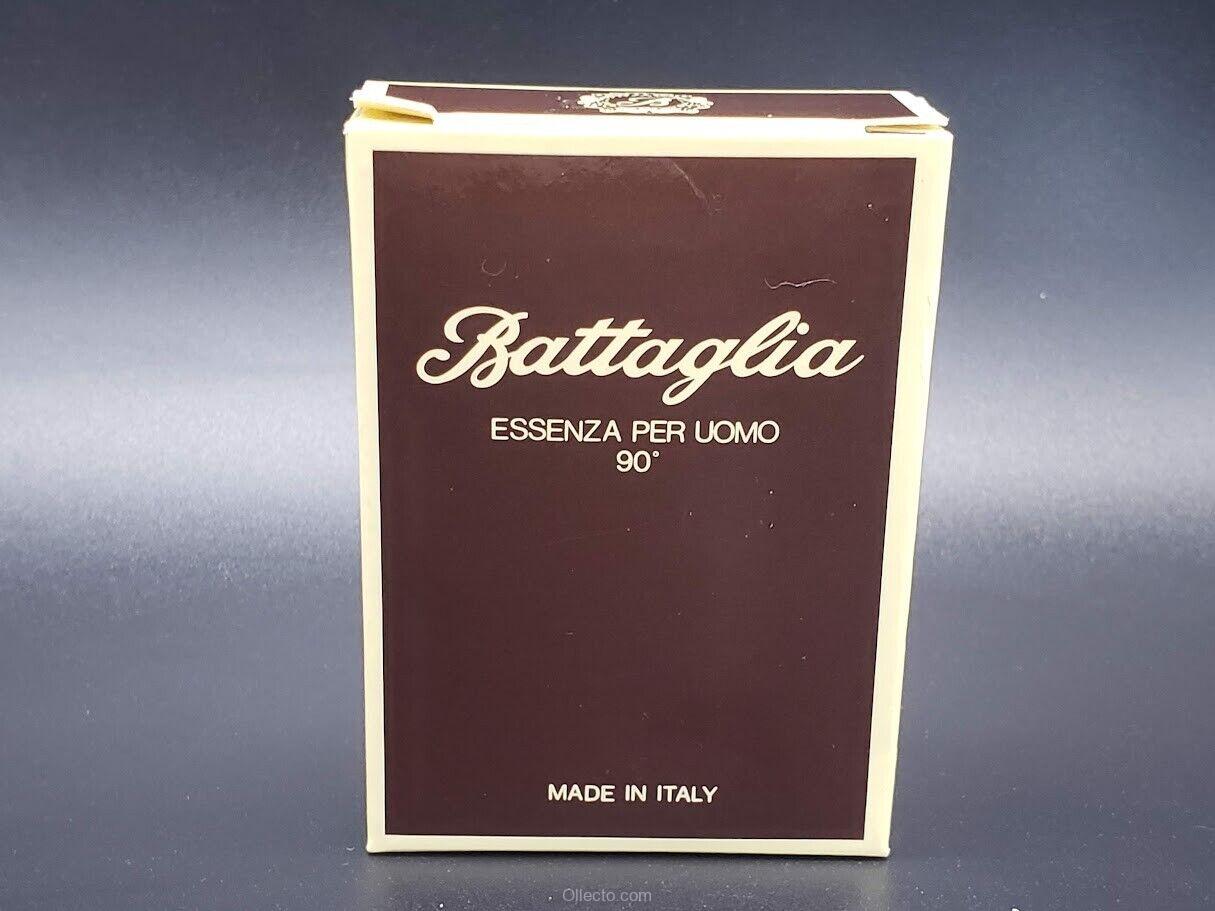 B
Battaglia
ESSENZA PER UOMO
90°
MADE IN ITALY
Ollecto.com